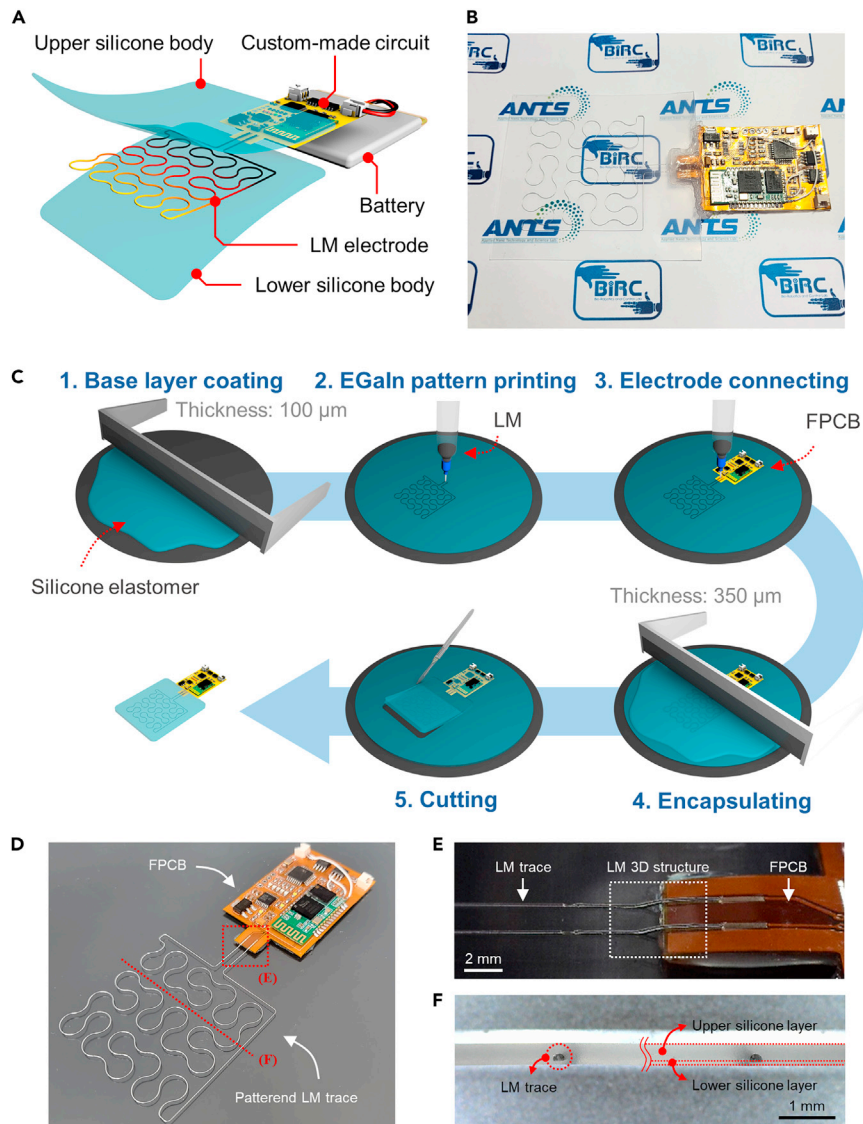 A
Upper silicone body
Custom-made circuit
Battery
LM electrode
Lower silicone body
B
BiRC
ANTS
ANTS
BiRC
ANTS
ANTS
BiRC
BiRC
C
1. Base layer coating
2. EGaIn pattern printing
3. Electrode connecting
Thickness: 100 µm
LM
FPCB
Silicone elastomer
Thickness: 350 µm
5. Cutting
4. Encapsulating
D
FPCB
(E)
(F)
Patterend LM trace
E
LM trace
LM 3D structure
FPCB
2 mm
F
Upper silicone layer
LM trace
Lower silicone layer
1 mm